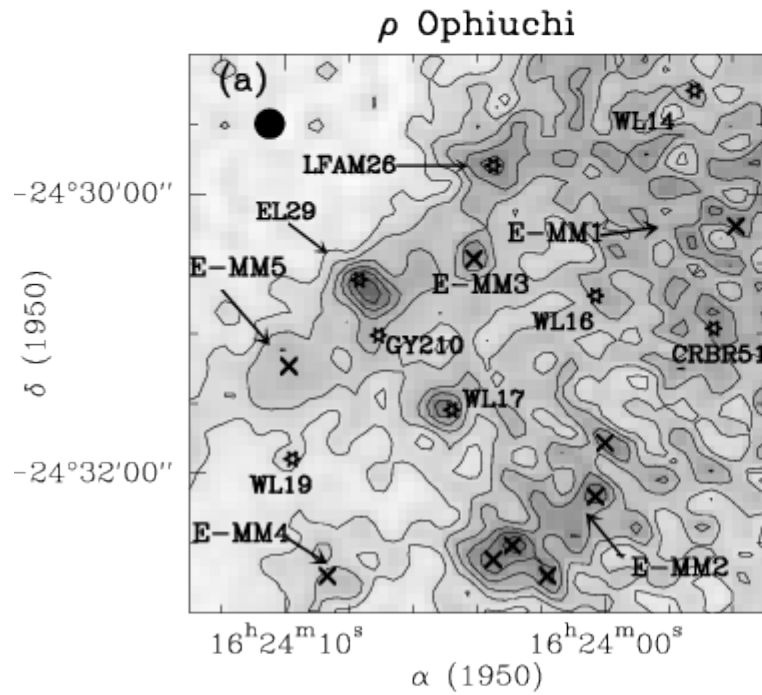 ρ Ophiuchi
(a)
WL14
LFAM26
-24°30'00''
EL29
E-MM1
E-MM5
E-MM3
WL16
GY210
CRBR51
δ (1950)
WL17
-24°32'00''
WL19
E-MM4
E-MM2
16h24m10s
16h24m00s
α (1950)